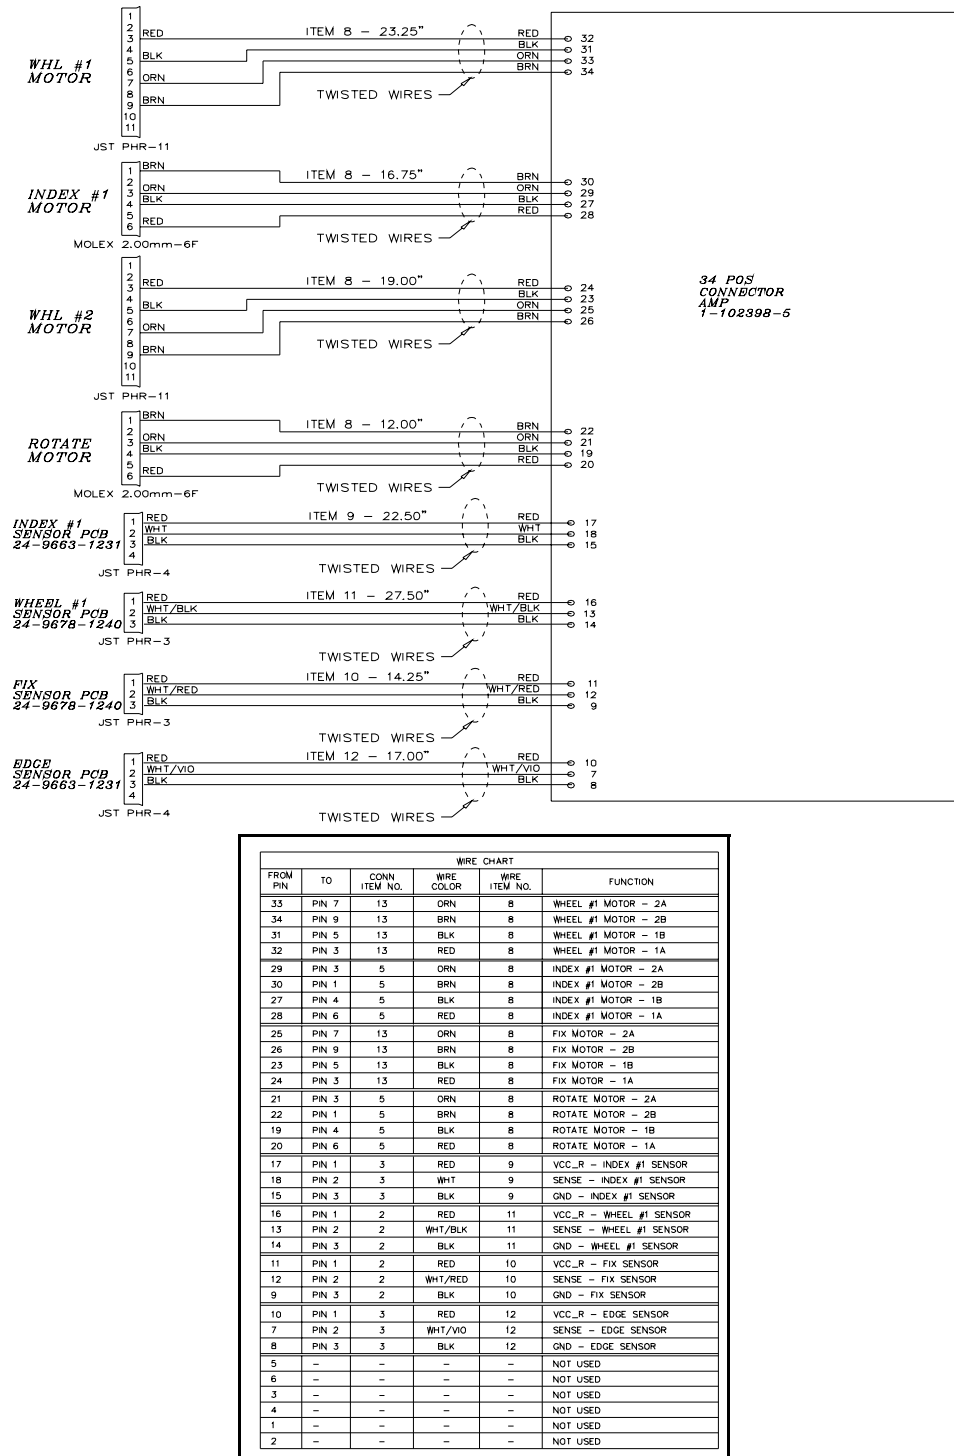 1
2
RED ITEM 8 - 23.25" RED
3 32
BLK
4 31
BLK ORN
5 33
WHL #1 BRN
6 34
MOTOR ORN
7
8 TWISTED WIRES
BRN
9
10
11
JST PHR-11
BRN
1 ITEM 8 - 16.75" BRN
2 30
ORN ORN
INDEX #1 3 29
BLK BLK
MOTOR 4 27
RED
5 28
RED
6 TWISTED WIRES
MOLEX 2.00mm-6F
1
2
RED ITEM 8 - 19.00" RED
3 24
BLK
4 23
BLK ORN
5 25
WHL #2 BRN
6 26
MOTOR ORN
7
8 TWISTED WIRES
BRN
9
10
11
JST PHR-11
34 POS
CONNECTOR
AMP
1-102398-5
BRN
1 ITEM 8 - 12.00" BRN
2 22
ORN ORN
ROTATE 3 21
BLK BLK
MOTOR 4 19
RED
5 20
RED
6 TWISTED WIRES
MOLEX 2.00mm-6F
INDEX #1 1 RED ITEM 9 - 22.50" RED 17
SENSOR PCB 2 WHT WHT 18
24-9663-1231 3 BLK BLK 15
4
JST PHR-4 TWISTED WIRES
WHEEL #1 1 RED ITEM 11 - 27.50" RED 16
SENSOR PCB 2 WHT/BLK WHT/BLK 13
24-9678-1240 3 BLK BLK 14
JST PHR-3
TWISTED WIRES
FIX 1 RED ITEM 10 - 14.25" RED 11
SENSOR PCB 2 WHT/RED WHT/RED 12
24-9678-1240 3 BLK BLK 9
JST PHR-3
TWISTED WIRES
EDGE 1 RED ITEM 12 - 17.00" RED 10
SENSOR PCB 2 WHT/VIO WHT/VIO 7
24-9663-1231 3 BLK BLK 8
4
JST PHR-4 TWISTED WIRES
WIRE CHART
FROM PIN TO CONN ITEM NO. WIRE COLOR WIRE ITEM NO. FUNCTION
33 PIN 7 13 ORN 8 WHEEL #1 MOTOR - 2A
34 PIN 9 13 BRN 8 WHEEL #1 MOTOR - 2B
31 PIN 5 13 BLK 8 WHEEL #1 MOTOR - 1B
32 PIN 3 13 RED 8 WHEEL #1 MOTOR - 1A
29 PIN 3 5 ORN 8 INDEX #1 MOTOR - 2A
30 PIN 1 5 BRN 8 INDEX #1 MOTOR - 2B
27 PIN 4 5 BLK 8 INDEX #1 MOTOR - 1B
28 PIN 6 5 RED 8 INDEX #1 MOTOR - 1A
25 PIN 7 13 ORN 8 FIX MOTOR - 2A
26 PIN 9 13 BRN 8 FIX MOTOR - 2B
23 PIN 5 13 BLK 8 FIX MOTOR - 1B
24 PIN 3 13 RED 8 FIX MOTOR - 1A
21 PIN 3 5 ORN 8 ROTATE MOTOR - 2A
22 PIN 1 5 BRN 8 ROTATE MOTOR - 2B
19 PIN 4 5 BLK 8 ROTATE MOTOR - 1B
20 PIN 6 5 RED 8 ROTATE MOTOR - 1A
17 PIN 1 3 RED 9 VCC_R - INDEX #1 SENSOR
18 PIN 2 3 WHT 9 SENSE - INDEX #1 SENSOR
15 PIN 3 3 BLK 9 GND - INDEX #1 SENSOR
16 PIN 1 2 RED 11 VCC_R - WHEEL #1 SENSOR
13 PIN 2 2 WHT/BLK 11 SENSE - WHEEL #1 SENSOR
14 PIN 3 2 BLK 11 GND - WHEEL #1 SENSOR
11 PIN 1 2 RED 10 VCC_R - FIX SENSOR
12 PIN 2 2 WHT/RED 10 SENSE - FIX SENSOR
9 PIN 3 2 BLK 10 GND - FIX SENSOR
10 PIN 1 3 RED 12 VCC_R - EDGE SENSOR
7 PIN 2 3 WHT/VIO 12 SENSE - EDGE SENSOR
8 PIN 3 3 BLK 12 GND - EDGE SENSOR
5 - - - - NOT USED
6 - - - - NOT USED
3 - - - - NOT USED
4 - - - - NOT USED
1 - - - - NOT USED
2 - - - - NOT USED